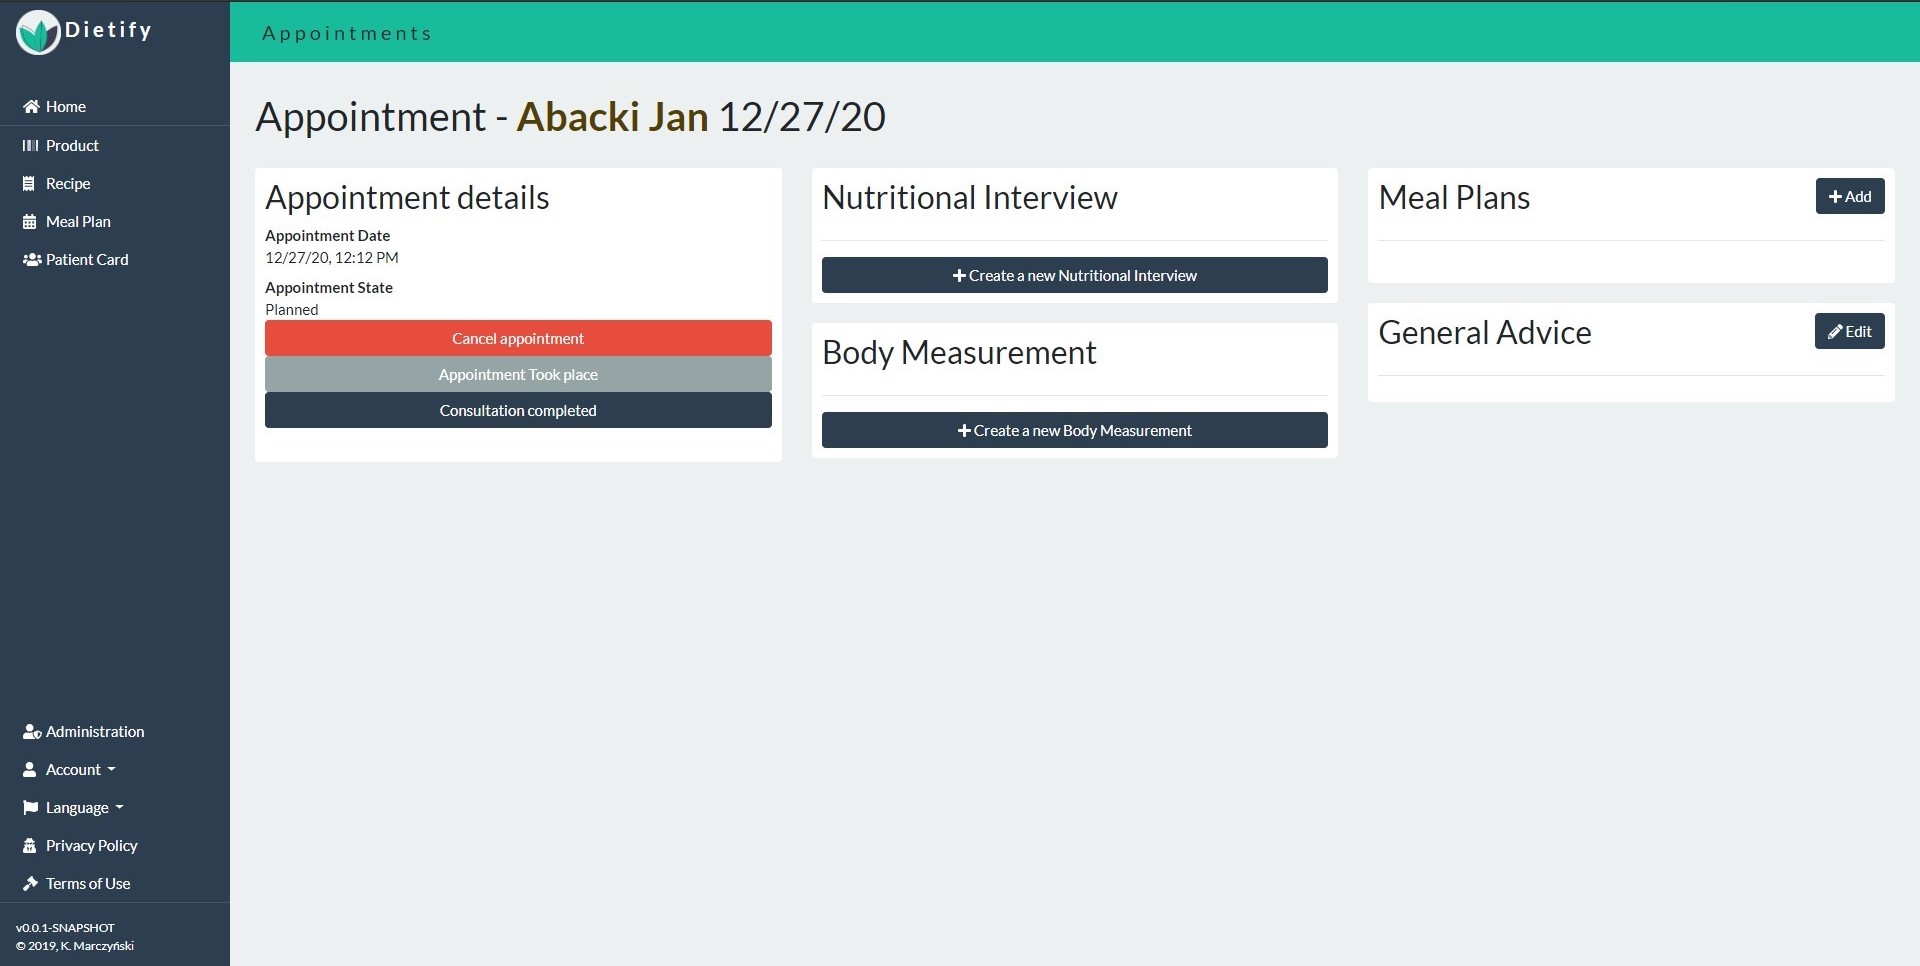 Dietify
Home
Product
Recipe
Meal Plan
Patient Card
Administration
Account
Language
Privacy Policy
Terms of Use
v0.0.1-SNAPSHOT
© 2019, K. Marczyński
Appointments
Appointment - Abacki Jan 12/27/20
Appointment details
Appointment Date
12/27/20, 12:12 PM
Appointment State
Planned
Cancel appointment
Appointment Took place
Consultation completed
Nutritional Interview
Create a new Nutritional Interview
Body Measurement
Create a new Body Measurement
Meal Plans
Add
General Advice
Edit